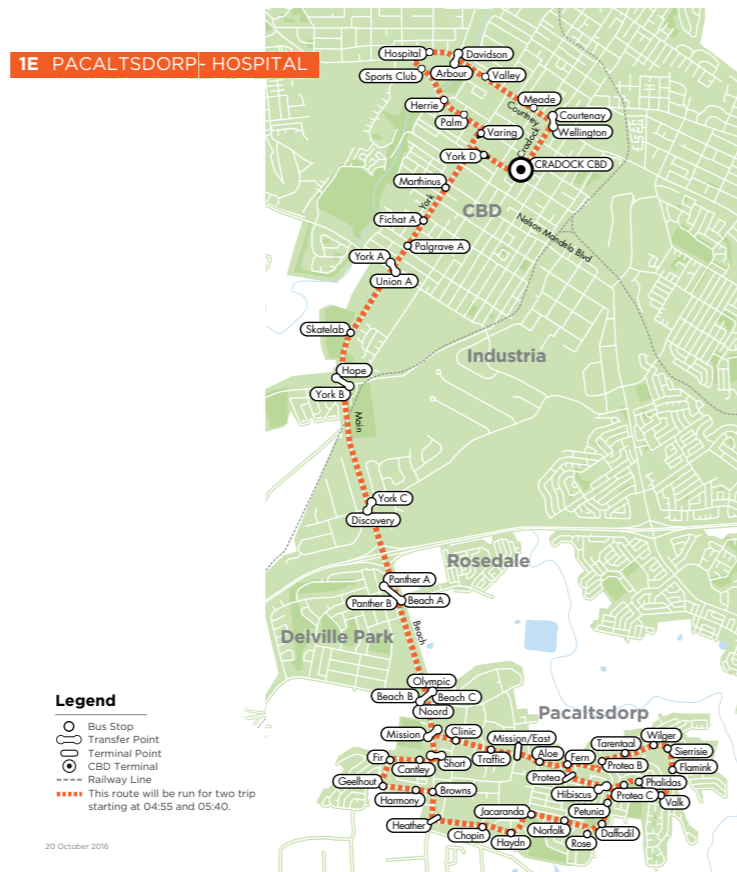 1E PACALTSDORP- HOSPITAL
Hospital
Davidson
Sports Club
Arbour
Valley
Herrie
Meade
Courtney
Courtenay
Palm
Wellington
Varing
Cradock
York D
CRADOCK CBD
Marthinus
York
CBD
Fichat A
Nelson Mandela Blvd
Palgrave A
York A
Union A
Skatelab
Industria
Hope
York B
Main
York C
Discovery
Rosedale
Panther A
Panther B
Beach A
Beach
Delville Park
Olympic
Beach B
Beach C
Noord
Pacaltsdorp
Mission
Clinic
Mission/East
Wilger
Tarentaal
Sierrisie
Traffic
Aloe
Fern
Protea B
Flamink
Fir
Short
Cantley
Protea
Geelhout
Hibiscus
Phalidas
Protea C
Valk
Harmony
Browns
Jacaranda
Petunia
Heather
Chopin
Haydn
Norfolk
Rose
Daffodil
Legend
Bus Stop
Transfer Point
Terminal Point
CBD Terminal
Railway Line
This route will be run for two trip
starting at 04:55 and 05:40.
20 October 2016